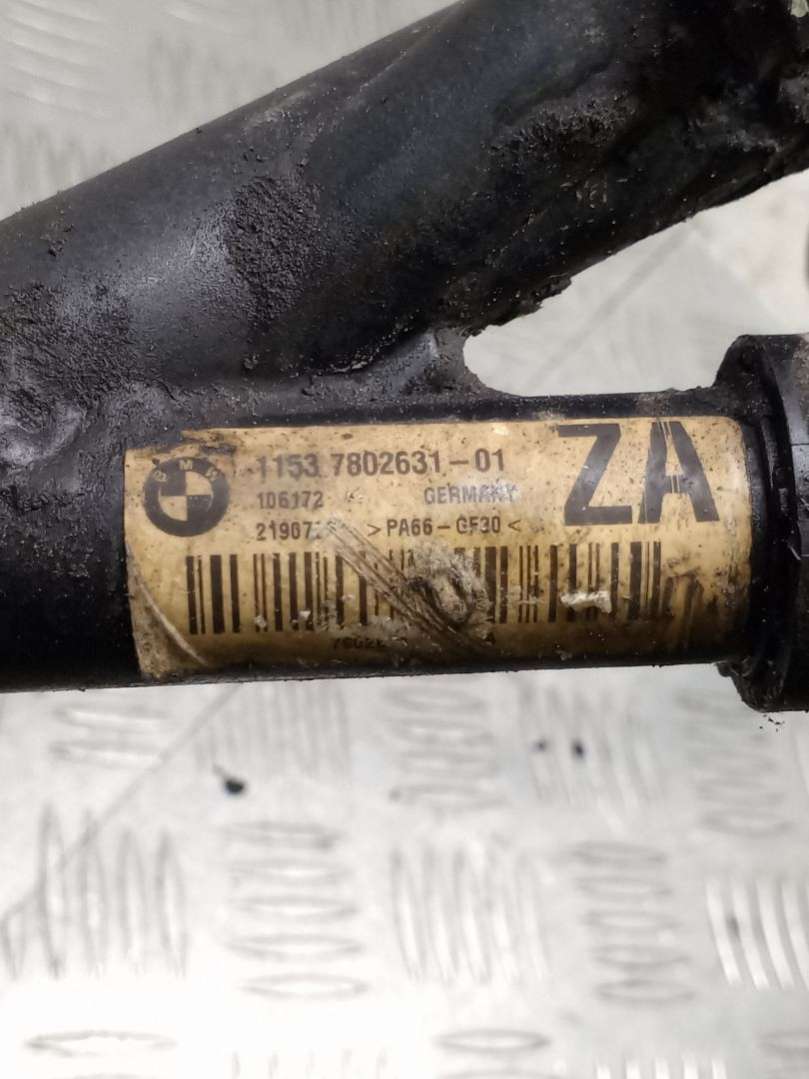 BMW
1153 7802631-01
ZA
106172 GERMANY
>PA66-GF30<